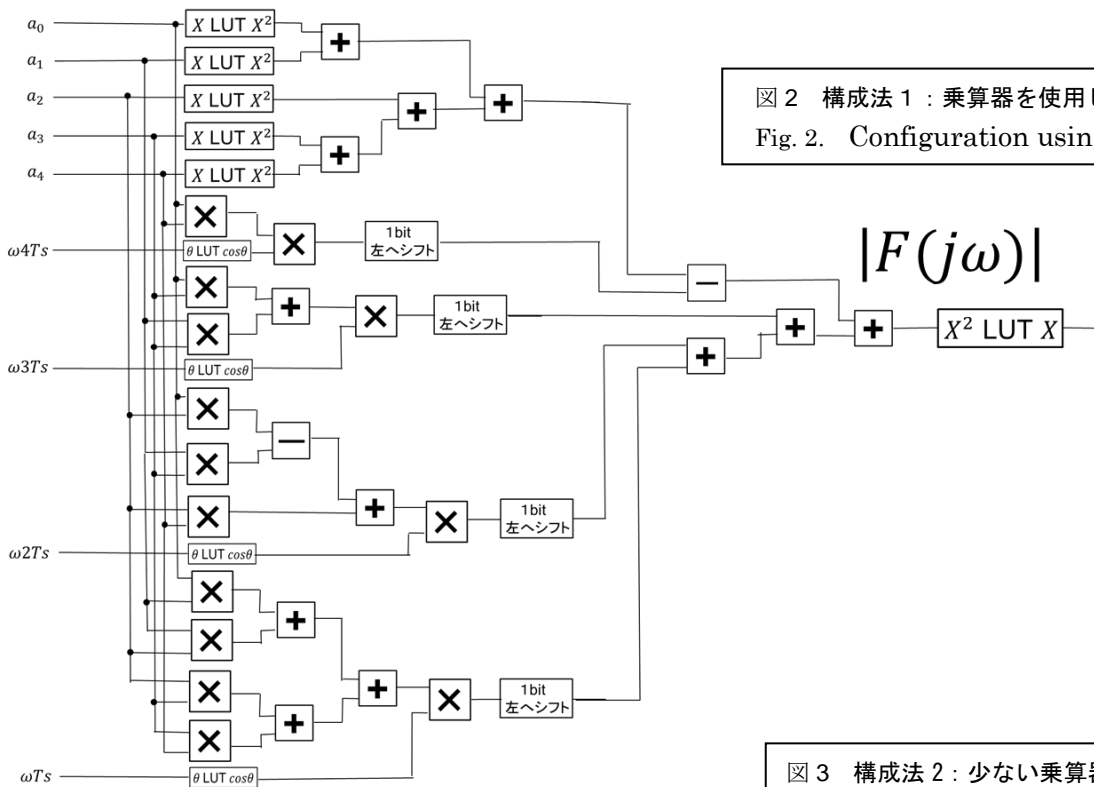 a₀
X LUT X²
+
a₁
X LUT X²
a₂
X LUT X²
+
+
a₃
X LUT X²
+
a₄
X LUT X²
図2 構成法1:乗算器を使用し
Fig. 2. Configuration usin
×
ω4Ts
θ LUT cosθ
×
1bit
左へシフト
×
+
×
1bit
左へシフト
×
ω3Ts
θ LUT cosθ
−
|F(jω)|
+
+
+
X² LUT X
×
−
×
+
×
1bit
左へシフト
×
ω2Ts
θ LUT cosθ
×
+
×
+
×
1bit
左へシフト
×
+
×
ωTs
θ LUT cosθ
図3 構成法2:少ない乗算器